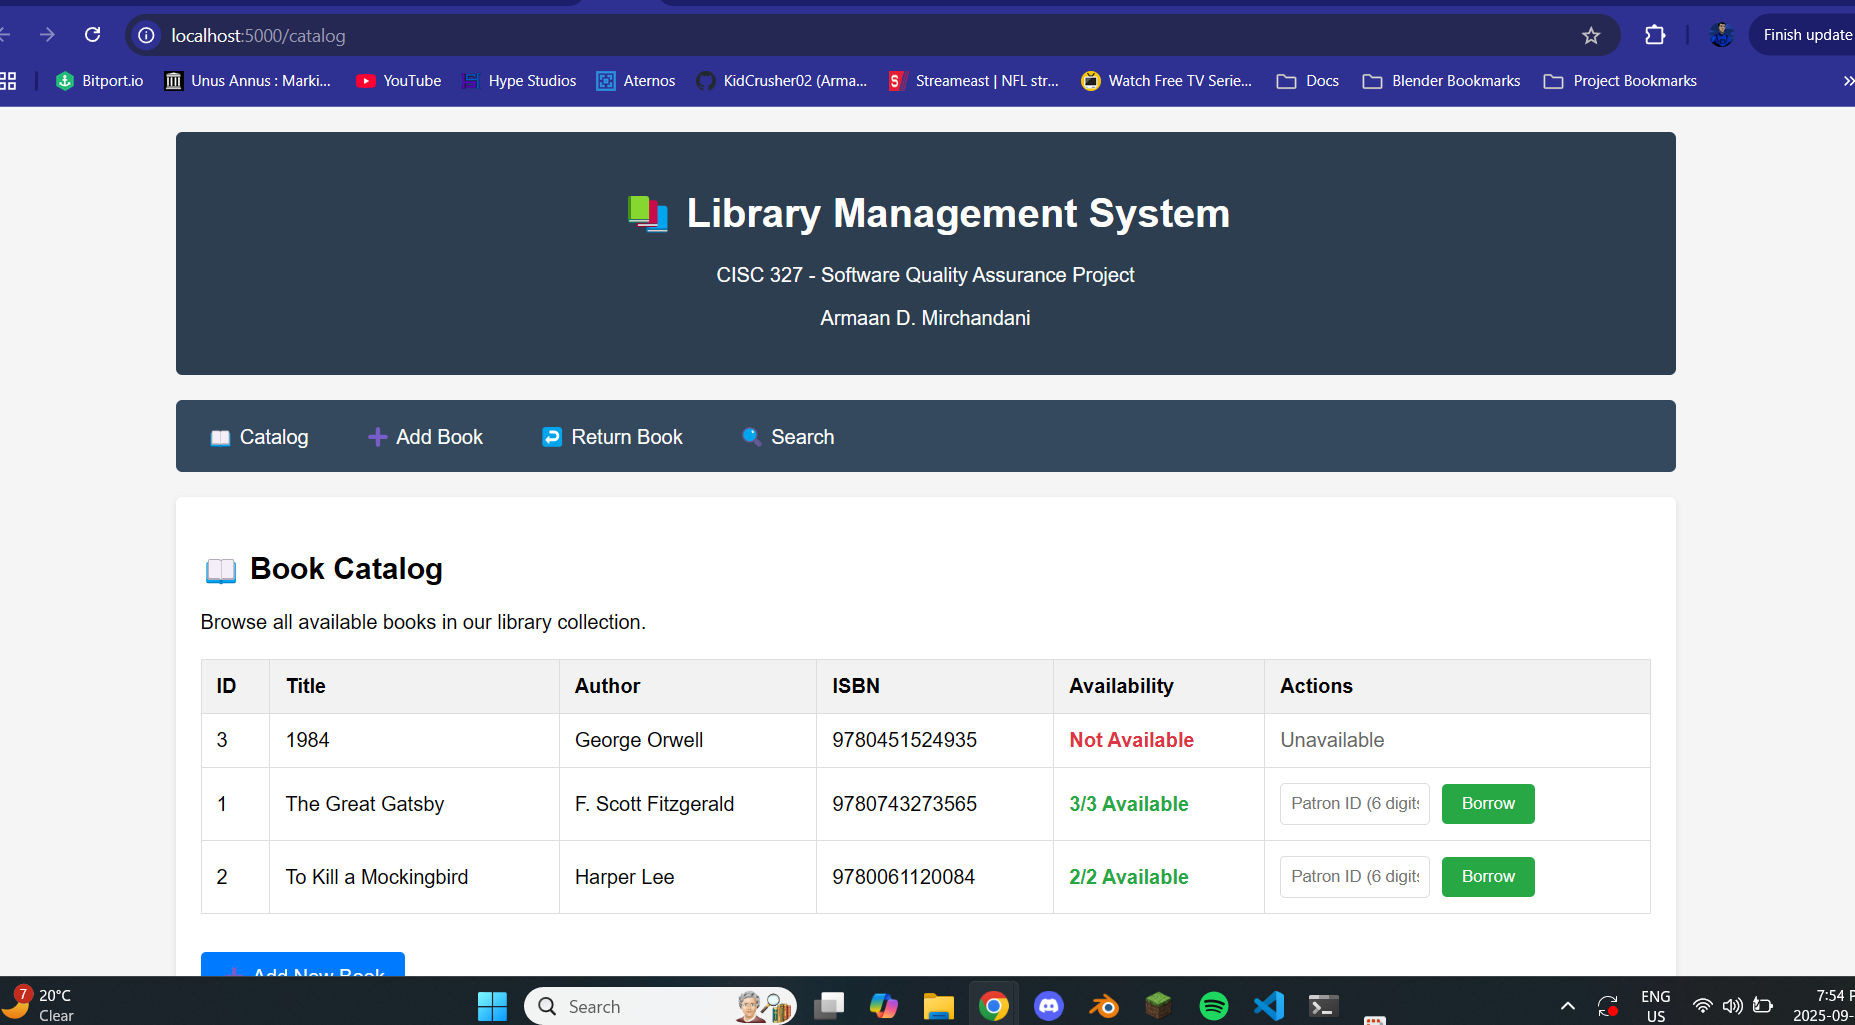 localhost:5000/catalog
Finish update
Bitport.io
Unus Annus : Marki...
YouTube
Hype Studios
Aternos
KidCrusher02 (Arma...
Streameast | NFL str...
Watch Free TV Serie...
Docs
Blender Bookmarks
Project Bookmarks
Library Management System
CISC 327 - Software Quality Assurance Project
Armaan D. Mirchandani
Catalog
Add Book
Return Book
Search
Book Catalog
Browse all available books in our library collection.
ID Title Author ISBN Availability Actions
3 1984 George Orwell 9780451524935 Not Available Unavailable
1 The Great Gatsby F. Scott Fitzgerald 9780743273565 3/3 Available Patron ID (6 digits Borrow
2 To Kill a Mockingbird Harper Lee 9780061120084 2/2 Available Patron ID (6 digits Borrow
Add New Book
7
20°C
Clear
Search
ENG
US
7:54 P
2025-09-